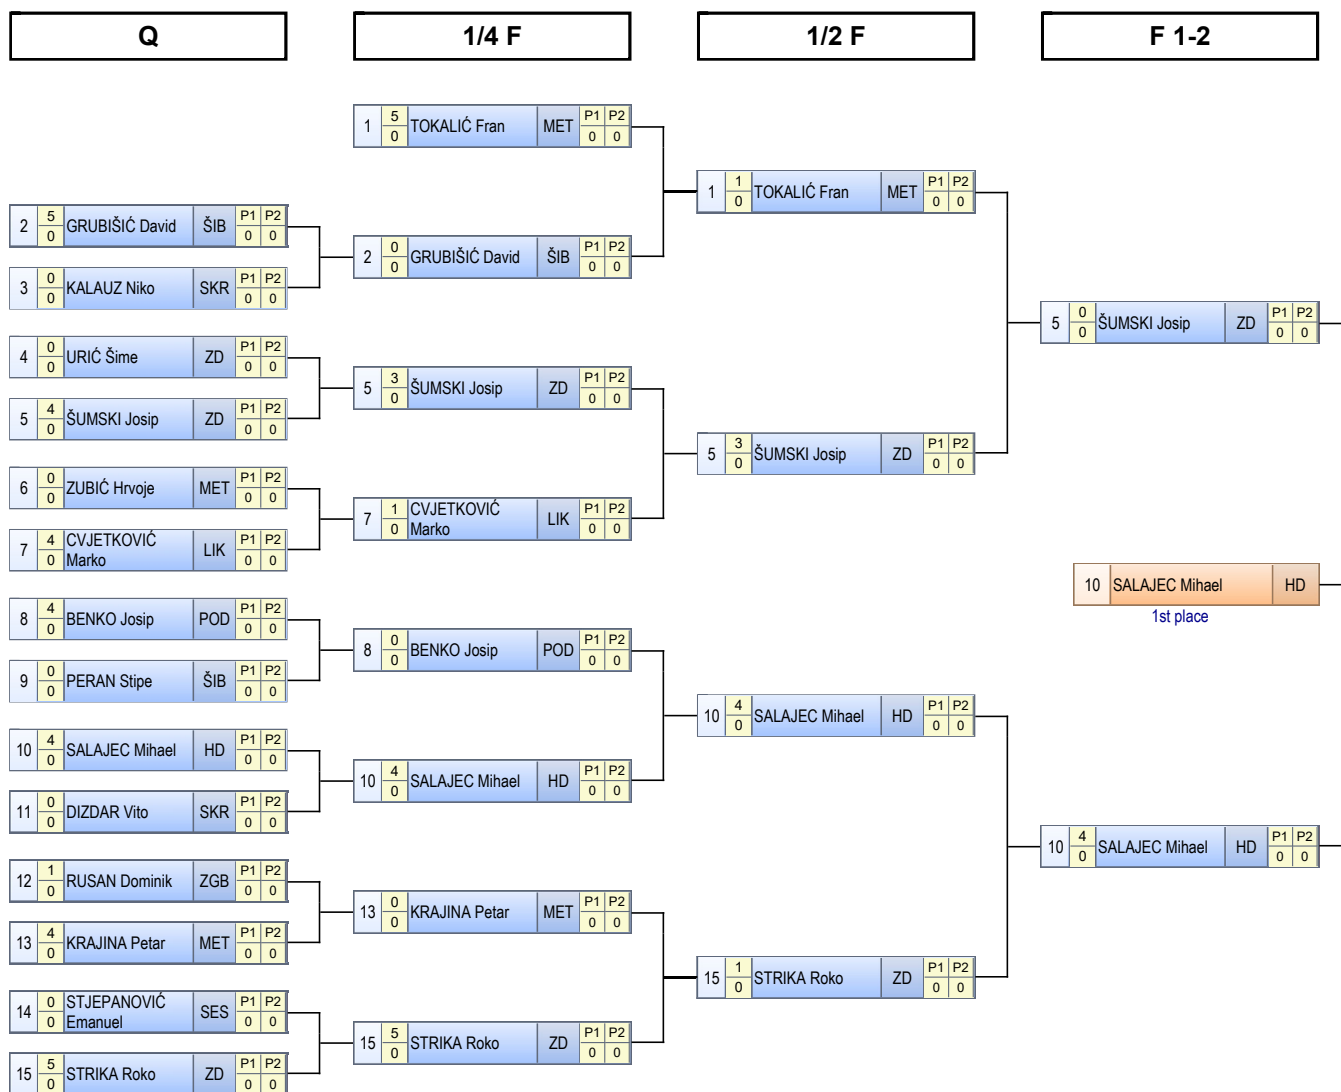 Q
1/4 F
1/2 F
F 1-2
1 5 0 TOKALIĆ Fran MET P1 P2 0 0
1 1 0 TOKALIĆ Fran MET P1 P2 0 0
2 5 0 GRUBIŠIĆ David ŠIB P1 P2 0 0
2 0 0 GRUBIŠIĆ David ŠIB P1 P2 0 0
3 0 0 KALAUZ Niko SKR P1 P2 0 0
5 0 0 ŠUMSKI Josip ZD P1 P2 0 0
4 0 0 URIĆ Šime ZD P1 P2 0 0
5 3 0 ŠUMSKI Josip ZD P1 P2 0 0
5 4 0 ŠUMSKI Josip ZD P1 P2 0 0
5 3 0 ŠUMSKI Josip ZD P1 P2 0 0
6 0 0 ZUBIĆ Hrvoje MET P1 P2 0 0
7 1 0 CVJETKOVIĆ
Marko LIK P1 P2 0 0
7 4 0 CVJETKOVIĆ
Marko LIK P1 P2 0 0
10 SALAJEC Mihael HD
1st place
8 4 0 BENKO Josip POD P1 P2 0 0
8 0 0 BENKO Josip POD P1 P2 0 0
9 0 0 PERAN Stipe ŠIB P1 P2 0 0
10 4 0 SALAJEC Mihael HD P1 P2 0 0
10 4 0 SALAJEC Mihael HD P1 P2 0 0
10 4 0 SALAJEC Mihael HD P1 P2 0 0
11 0 0 DIZDAR Vito SKR P1 P2 0 0
10 4 0 SALAJEC Mihael HD P1 P2 0 0
12 1 0 RUSAN Dominik ZGB P1 P2 0 0
13 0 0 KRAJINA Petar MET P1 P2 0 0
13 4 0 KRAJINA Petar MET P1 P2 0 0
15 1 0 STRIKA Roko ZD P1 P2 0 0
14 0 0 STJEPANOVIĆ
Emanuel SES P1 P2 0 0
15 5 0 STRIKA Roko ZD P1 P2 0 0
15 5 0 STRIKA Roko ZD P1 P2 0 0